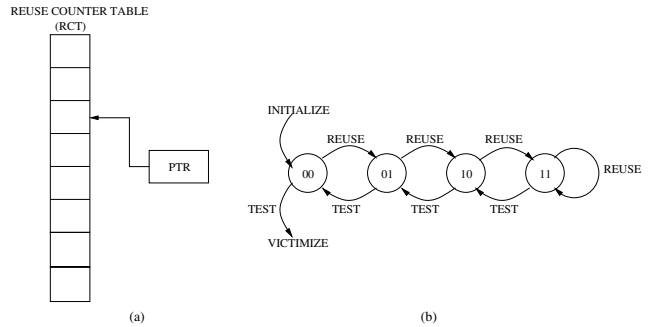 REUSE COUNTER TABLE
(RCT)
PTR
(a)
INITIALIZE
REUSE
REUSE
REUSE
00
01
10
11
REUSE
TEST
TEST
TEST
TEST
VICTIMIZE
(b)